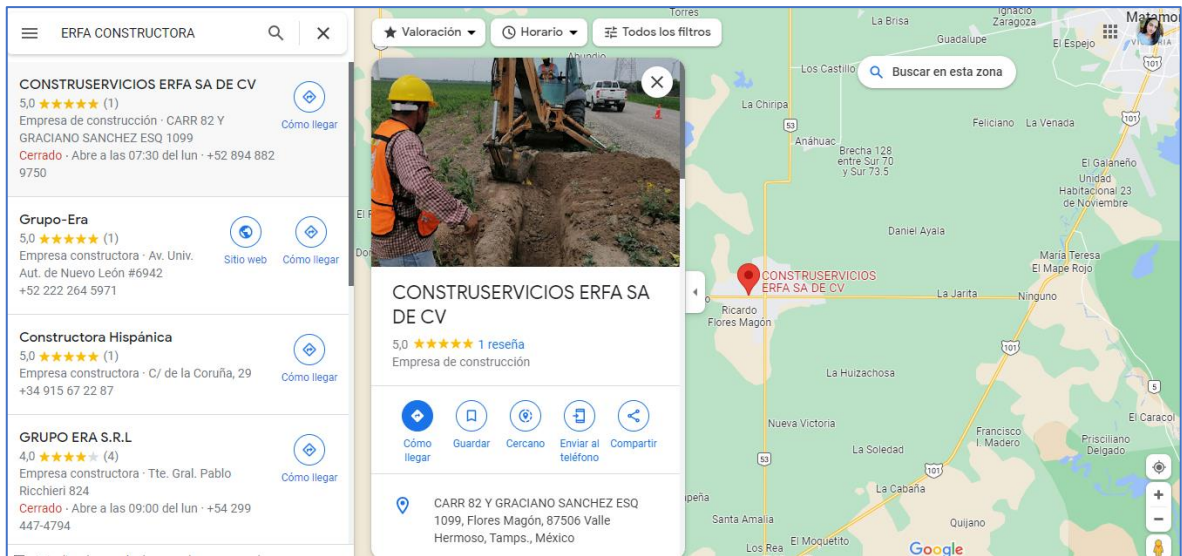 ERFA CONSTRUCTORA
CONSTRUSERVICIOS ERFA SA DE CV
5,0 (1)
Empresa de construcción · CARR 82 Y
GRACIANO SANCHEZ ESQ 1099
Cerrado · Abre a las 07:30 del lun · +52 894 882
9750
Cómo llegar
Grupo-Era
5,0 (1)
Empresa constructora · Av. Univ.
Aut. de Nuevo León #6942
+52 222 264 5971
Sitio web
Cómo llegar
Constructora Hispánica
5,0 (1)
Empresa constructora · C/ de la Coruña, 29
+34 915 67 22 87
Cómo llegar
GRUPO ERA S.R.L
4,0 (4)
Empresa constructora · Tte. Gral. Pablo
Ricchieri 824
Cerrado · Abre a las 09:00 del lun · +54 299
447-4794
Cómo llegar
Valoración
Horario
Todos los filtros
CONSTRUSERVICIOS ERFA SA
DE CV
5,0 1 reseña
Empresa de construcción
Cómo
llegar
Guardar
Cercano
Enviar al
teléfono
Compartir
CARR 82 Y GRACIANO SANCHEZ ESQ
1099, Flores Magón, 87506 Valle
Hermoso, Tamps., México
Buscar en esta zona
Torres
La Brisa
Ignacio
Zaragoza
Guadalupe
El Espejo
101
La Chiripa
53
Anáhuac
Brecha 128
entre Sur 70
y Sur 73.5
Feliciano
La Venada
101
El Galaneño
Unidad
Habitacional 23
de Noviembre
Daniel Ayala
María Teresa
El Mape Rojo
CONSTRUSERVICIOS
ERFA SA DE CV
La Jarita
Ninguno
Ricardo
Flores Magón
101
La Huizachosa
5
El Caracol
Nueva Victoria
Francisco
I. Madero
Prisciliano
Delgado
53
La Soledad
101
La Cabaña
Santa Amalia
Quijano
El Moquetito
Los Rea
Google